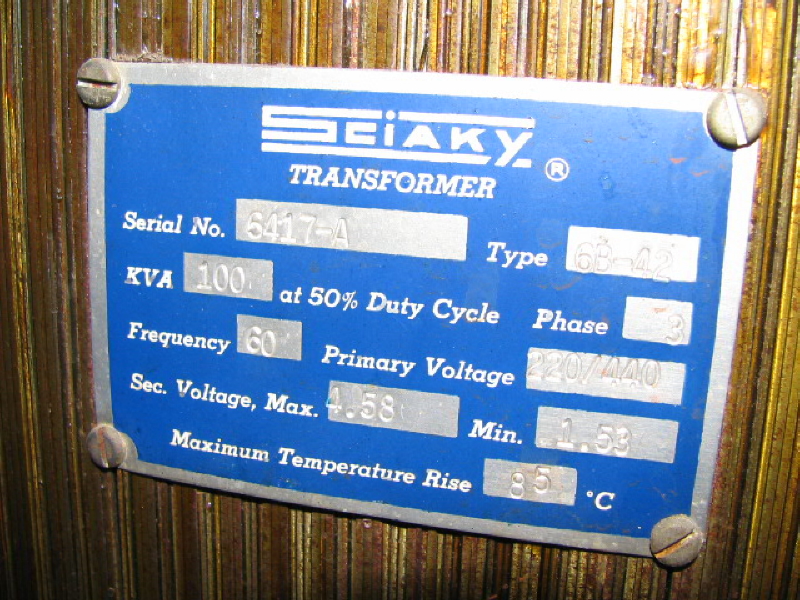 SCIAKY ®
TRANSFORMER
Serial No. 6417-A Type 6B-42
KVA 100 at 50% Duty Cycle Phase 3
Frequency 60 Primary Voltage 220/440
Sec. Voltage, Max. 4.58 Min. 1.53
Maximum Temperature Rise 85 °C